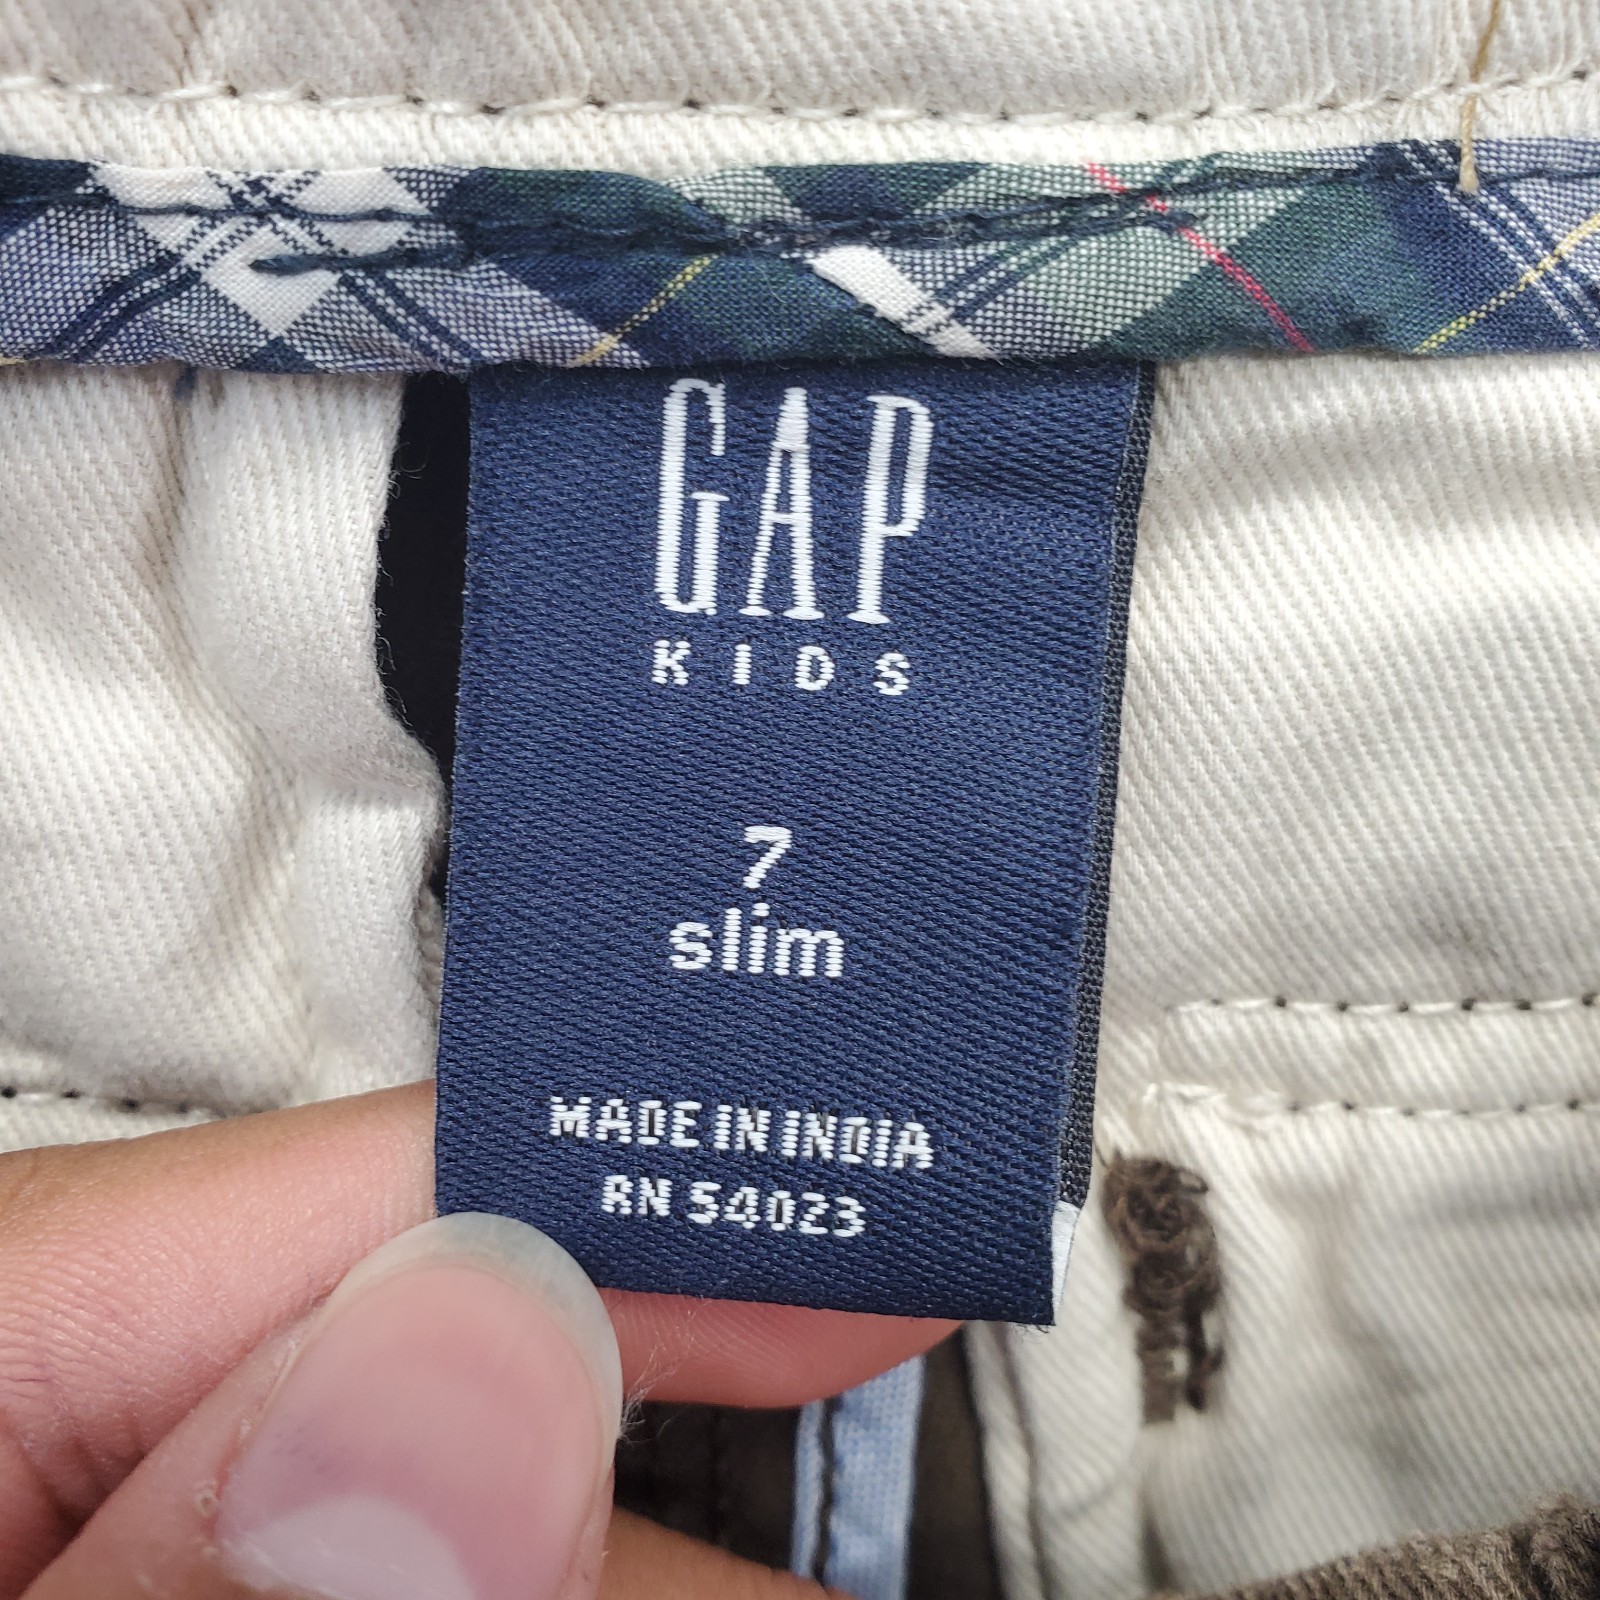 GAP
KIDS
7
slim
MADE IN INDIA
RN 54023